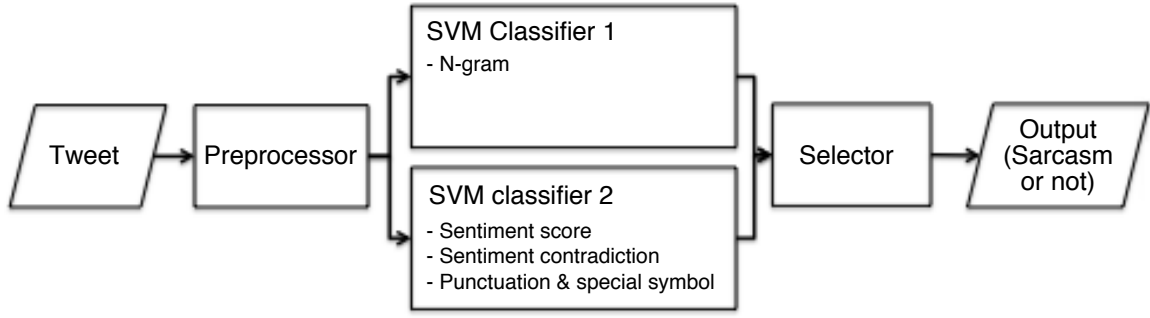 Tweet
Preprocessor
SVM Classifier 1
- N-gram
SVM classifier 2
- Sentiment score
- Sentiment contradiction
- Punctuation & special symbol
Selector
Output
(Sarcasm
or not)